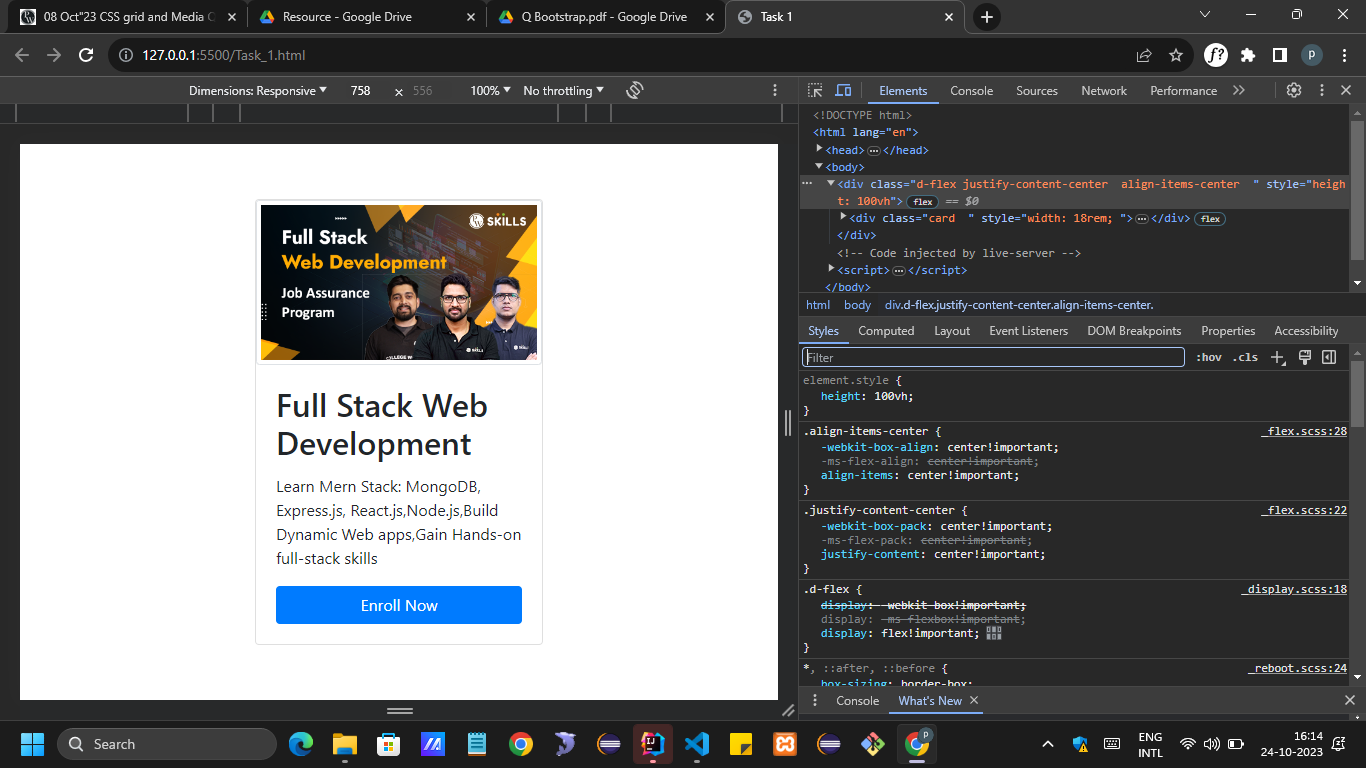 08 Oct"23 CSS grid and Media C
Resource - Google Drive
Q Bootstrap.pdf - Google Drive
Task 1
127.0.0.1:5500/Task_1.html
f?
P
Dimensions: Responsive
758
x
556
100%
No throttling
SKILLS
Full Stack
Web Development
Job Assurance
Program
Full Stack Web
Development
Learn Mern Stack: MongoDB,
Express.js, React.js,Node.js,Build
Dynamic Web apps,Gain Hands-on
full-stack skills
Enroll Now
Elements
Console
Sources
Network
Performance
<!DOCTYPE html>
<html lang="en">
<head>…</head>
<body>
<div class="d-flex justify-content-center  align-items-center  " style="heigh
t: 100vh"> flex == $0
<div class="card  " style="width: 18rem; ">…</div> flex
</div>
<!-- Code injected by live-server -->
<script>…</script>
</body>
html body div.d-flex.justify-content-center.align-items-center.
Styles
Computed
Layout
Event Listeners
DOM Breakpoints
Properties
Accessibility
Filter
:hov .cls
element.style {
height: 100vh;
}
.align-items-center { _flex.scss:28
-webkit-box-align: center!important;
-ms-flex-align: center!important;
align-items: center!important;
}
.justify-content-center { _flex.scss:22
-webkit-box-pack: center!important;
-ms-flex-pack: center!important;
justify-content: center!important;
}
.d-flex { _display.scss:18
display: -webkit-box!important;
display: -ms-flexbox!important;
display: flex!important;
}
*, ::after, ::before { _reboot.scss:24
box-sizing: border-box;
Console
What's New
Search
P
ENG
INTL
16:14
24-10-2023